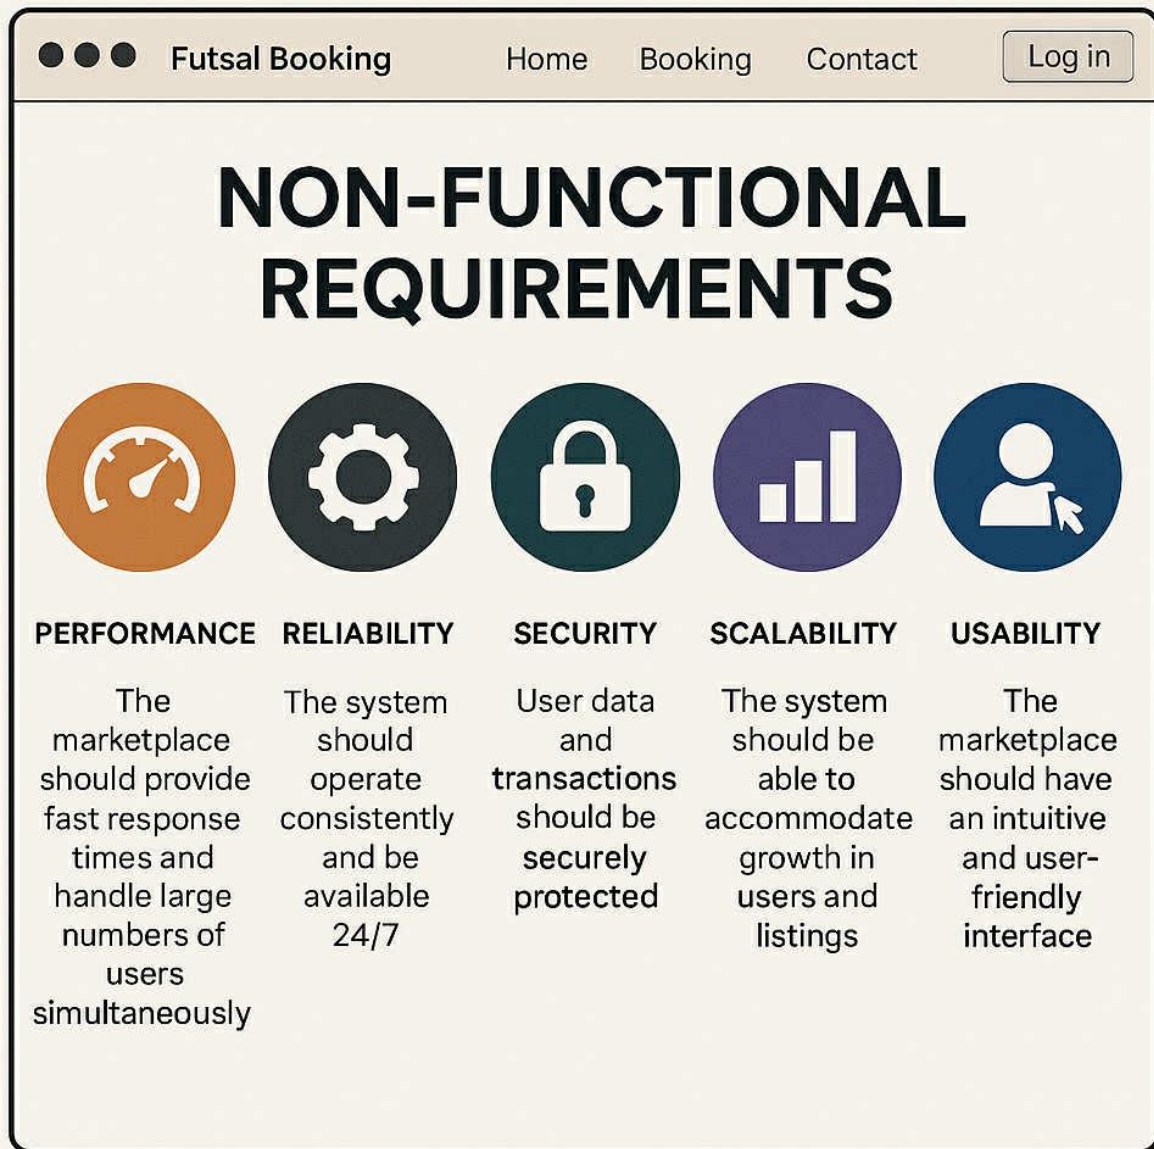 Futsal Booking Home Booking Contact Log in
NON-FUNCTIONAL
REQUIREMENTS
PERFORMANCE
The
marketplace
should provide
fast response
times and
handle large
numbers of
users
simultaneously
RELIABILITY
The system
should
operate
consistently
and be
available
24/7
SECURITY
User data
and
transactions
should be
securely
protected
SCALABILITY
The system
should be
able to
accommodate
growth in
users and
listings
USABILITY
The
marketplace
should have
an intuitive
and user-
friendly
interface